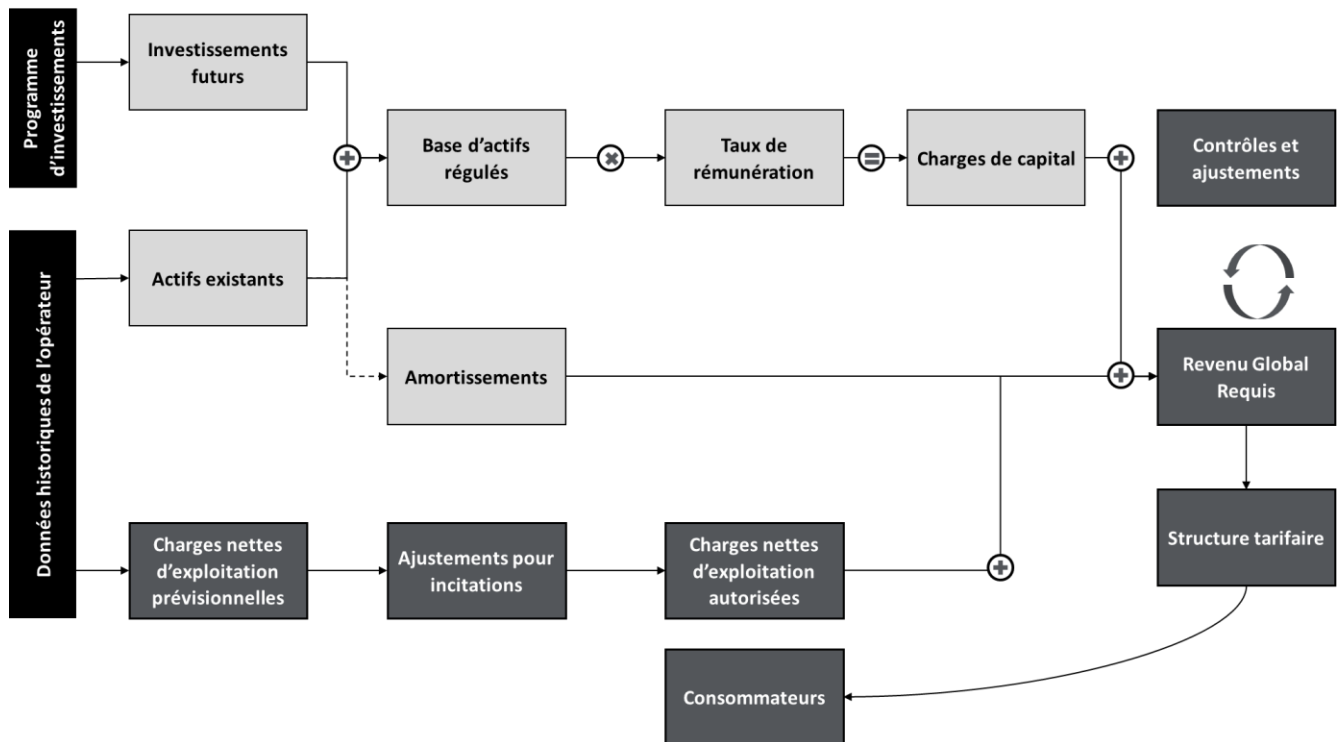 Programme
d’investissements
Investissements
futurs
Base d’actifs
régulés
Taux de
rémunération
Charges de capital
Contrôles et
ajustements
Données historiques de l’opérateur
Actifs existants
Amortissements
Revenu Global
Requis
Charges nettes
d’exploitation
prévisionnelles
Ajustements pour
incitations
Charges nettes
d’exploitation
autorisées
Structure tarifaire
Consommateurs